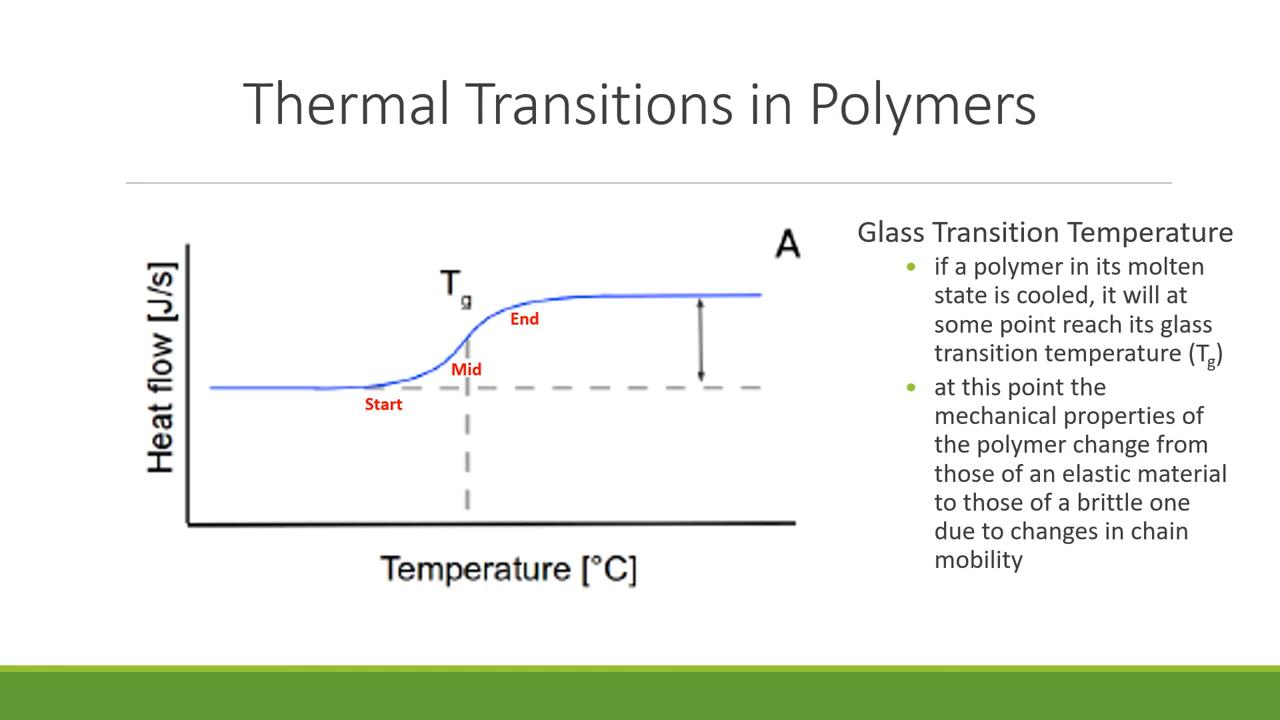 Thermal Transitions in Polymers
A
Tg
End
Mid
Start
Heat flow [J/s]
Temperature [°C]
Glass Transition Temperature
• if a polymer in its molten
state is cooled, it will at
some point reach its glass
transition temperature (Tg)
• at this point the
mechanical properties of
the polymer change from
those of an elastic material
to those of a brittle one
due to changes in chain
mobility